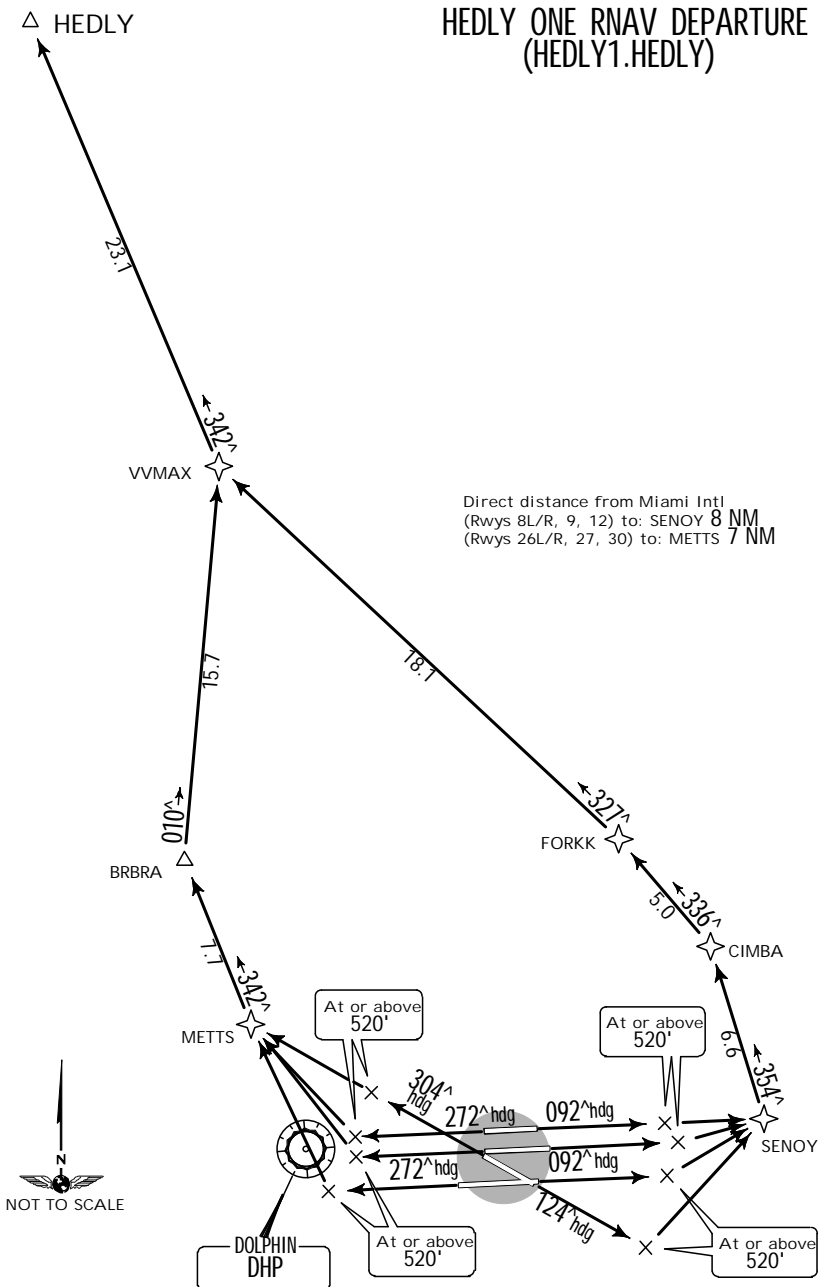 HEDLY ONE RNAV DEPARTURE
(HEDLY1.HEDLY)
HEDLY
23.1
342^
VVMAX
Direct distance from Miami Intl
(Rwys 8L/R, 9, 12) to: SENOY 8 NM
(Rwys 26L/R, 27, 30) to: METTS 7 NM
15.7
18.1
010^
327^
FORKK
BRBRA
5.0
336^
CIMBA
7.7
342^
METTS
At or above
520'
At or above
520'
6.6
354^
SENOY
304^
hdg
272^hdg
092^hdg
272^hdg
092^hdg
124^hdg
N
NOT TO SCALE
DOLPHIN
DHP
At or above
520'
At or above
520'